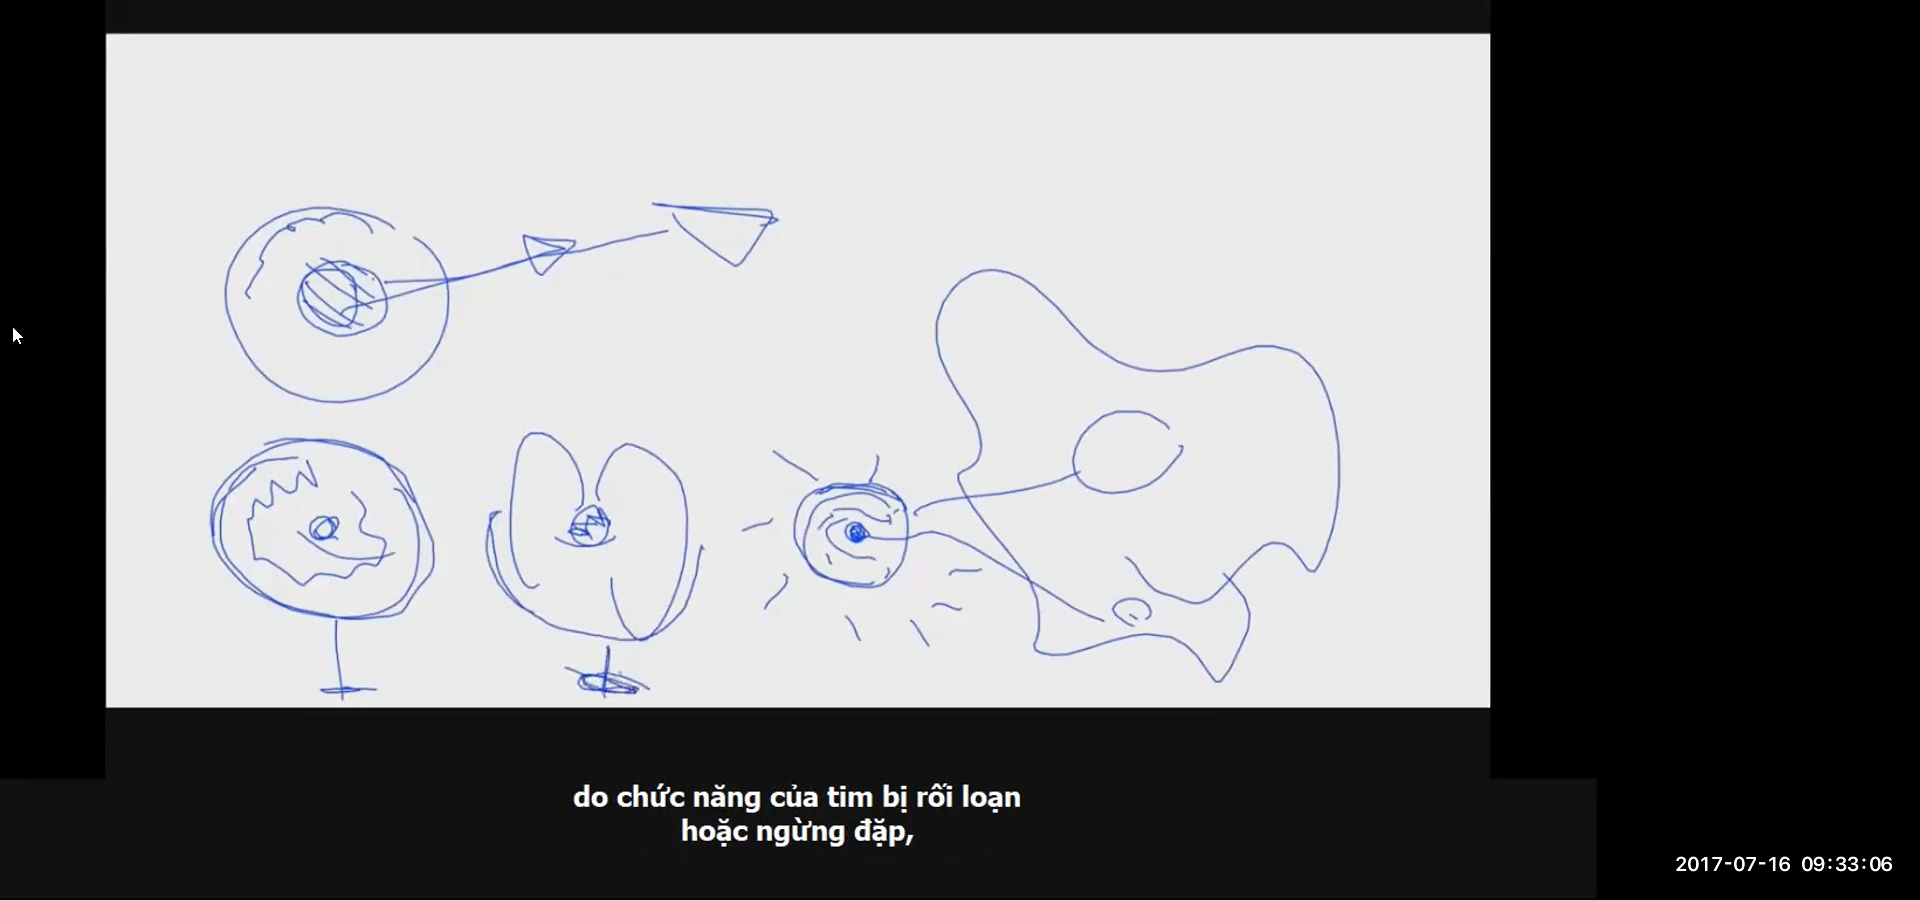 do chức năng của tim bị rối loạn
hoặc ngừng đập,
2017-07-16 09:33:06